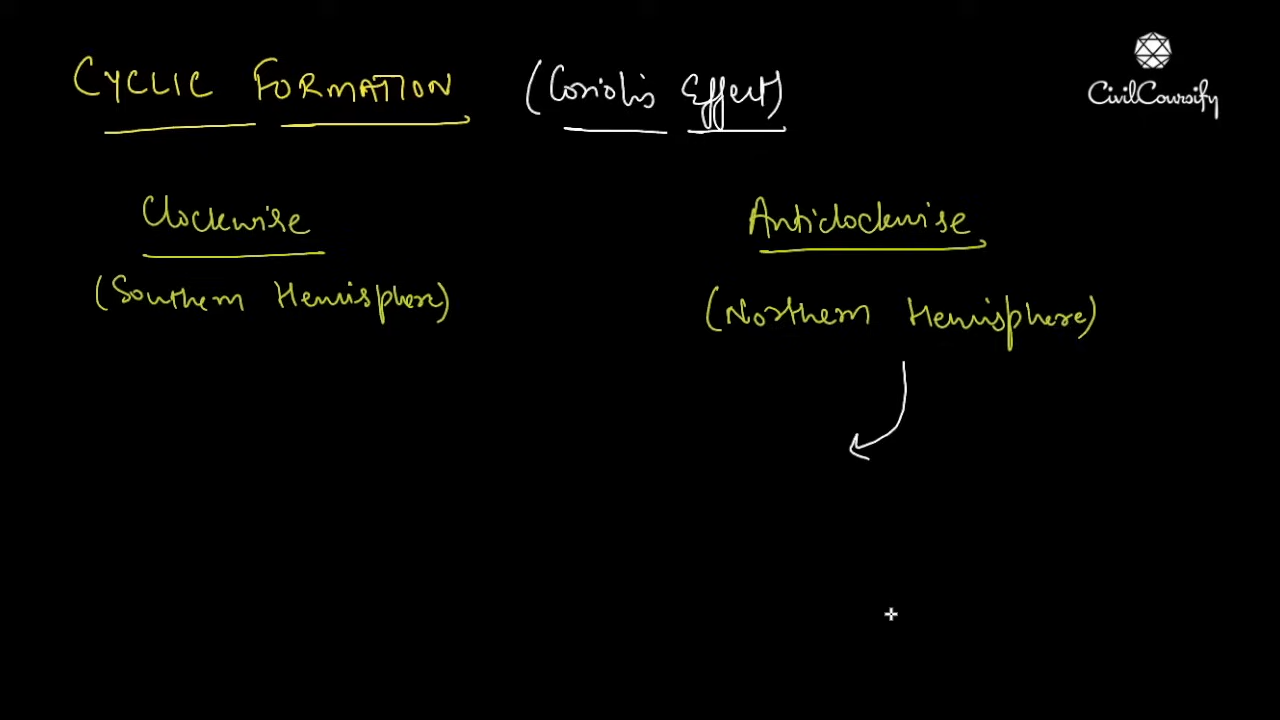 CYCLIC FORMATION (Coriolis Effect)
CivilCoursify
Clockwise
Anticlockwise
(Southern Hemisphere)
(Northern Hemisphere)